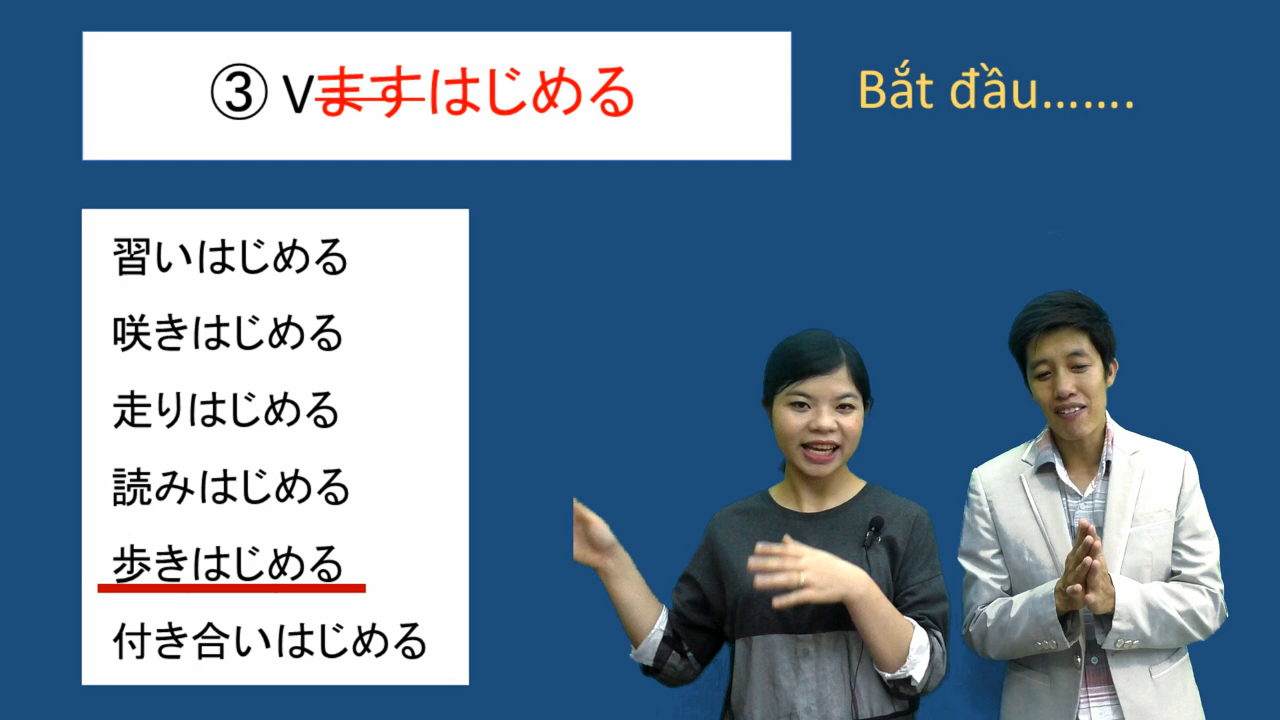 ③ Vますはじめる
Bắt đầu.......
習いはじめる
咲きはじめる
走りはじめる
読みはじめる
歩きはじめる
付き合いはじめる